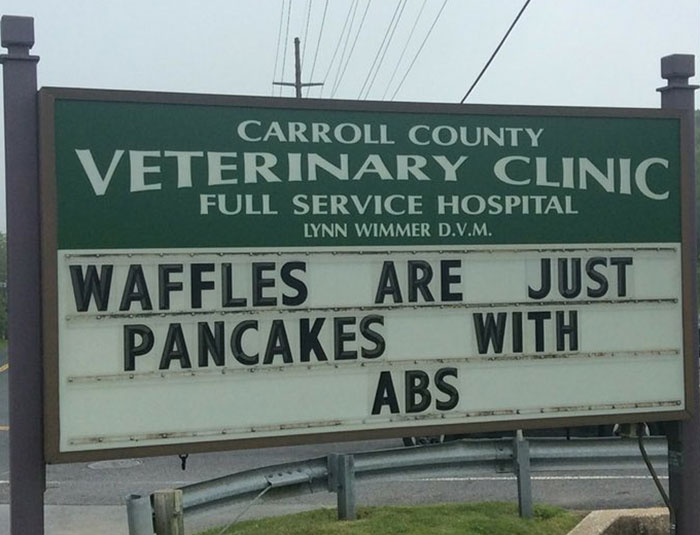 CARROLL COUNTY
VETERINARY CLINIC
FULL SERVICE HOSPITAL
LYNN WIMMER D.V.M.
WAFFLES ARE JUST
PANCAKES WITH
ABS